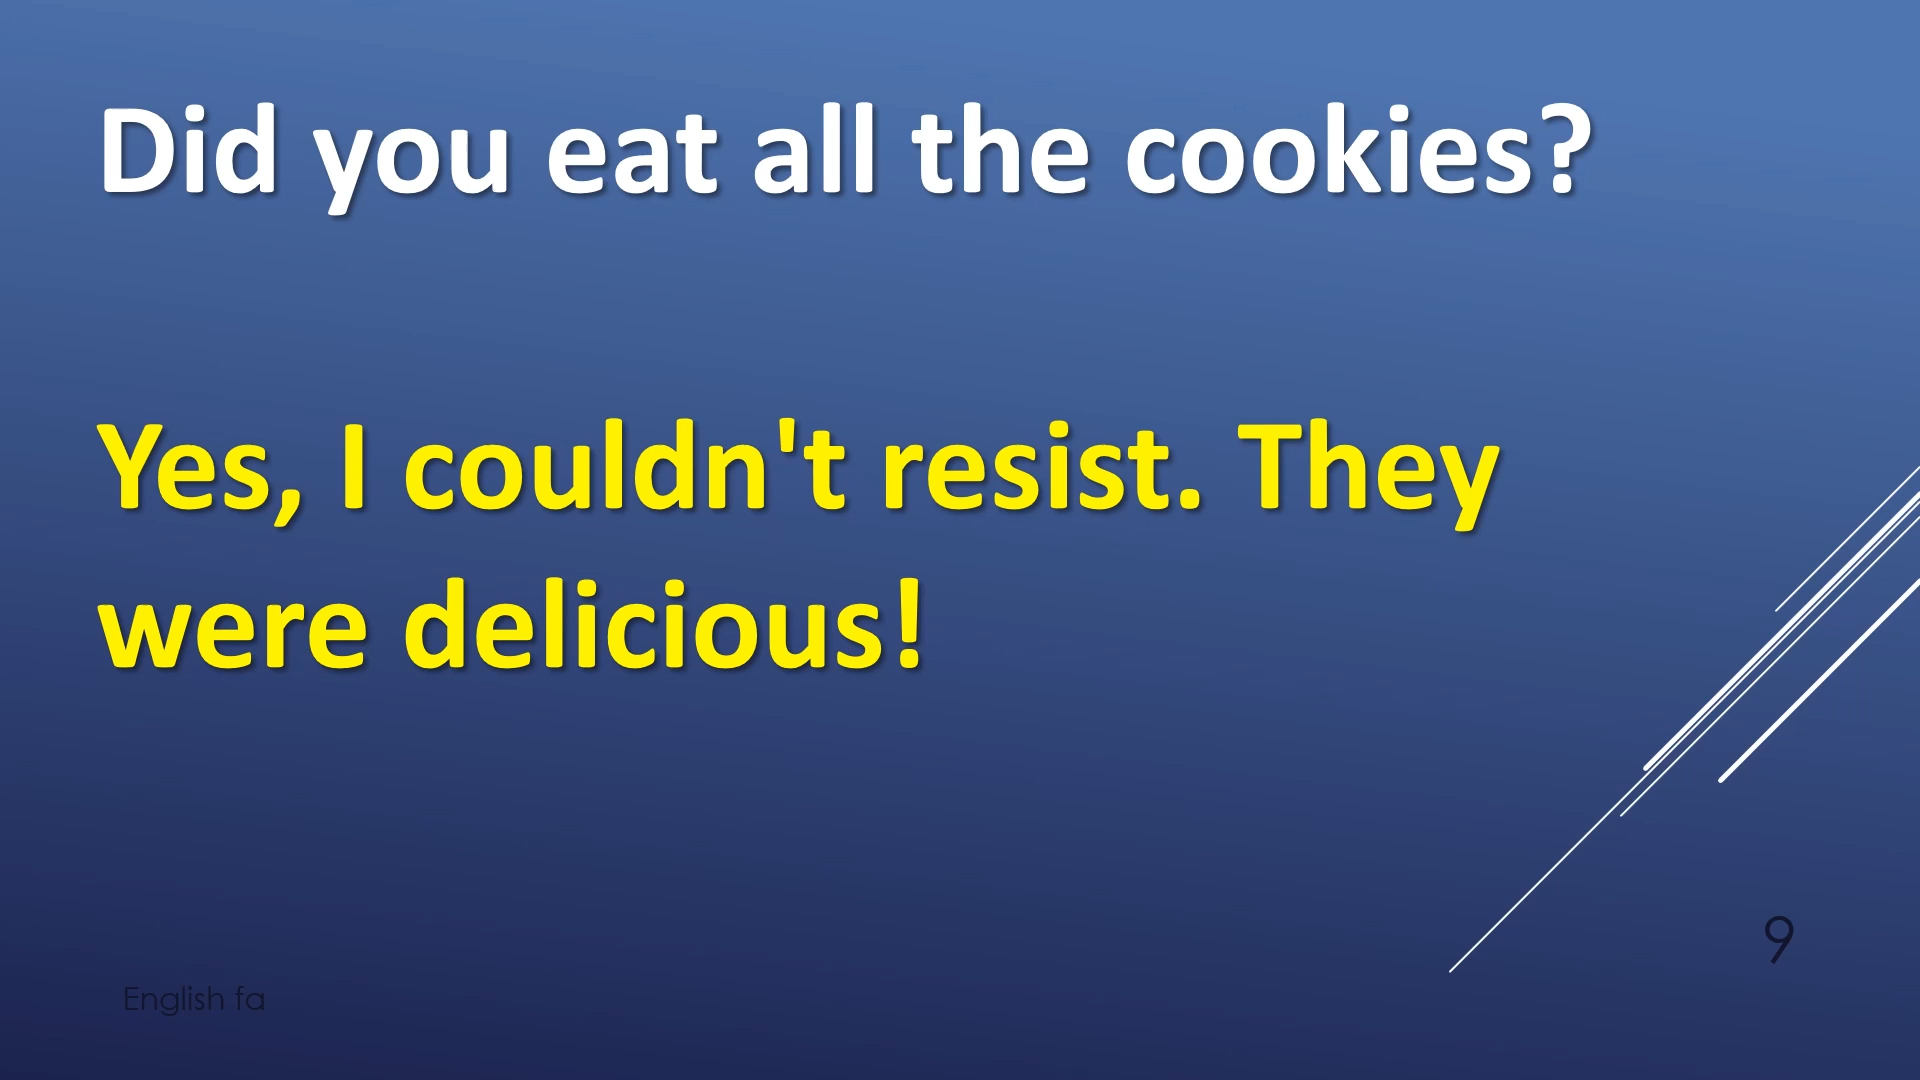 Did you eat all the cookies?
Yes, I couldn't resist. They
were delicious!
9
English fa